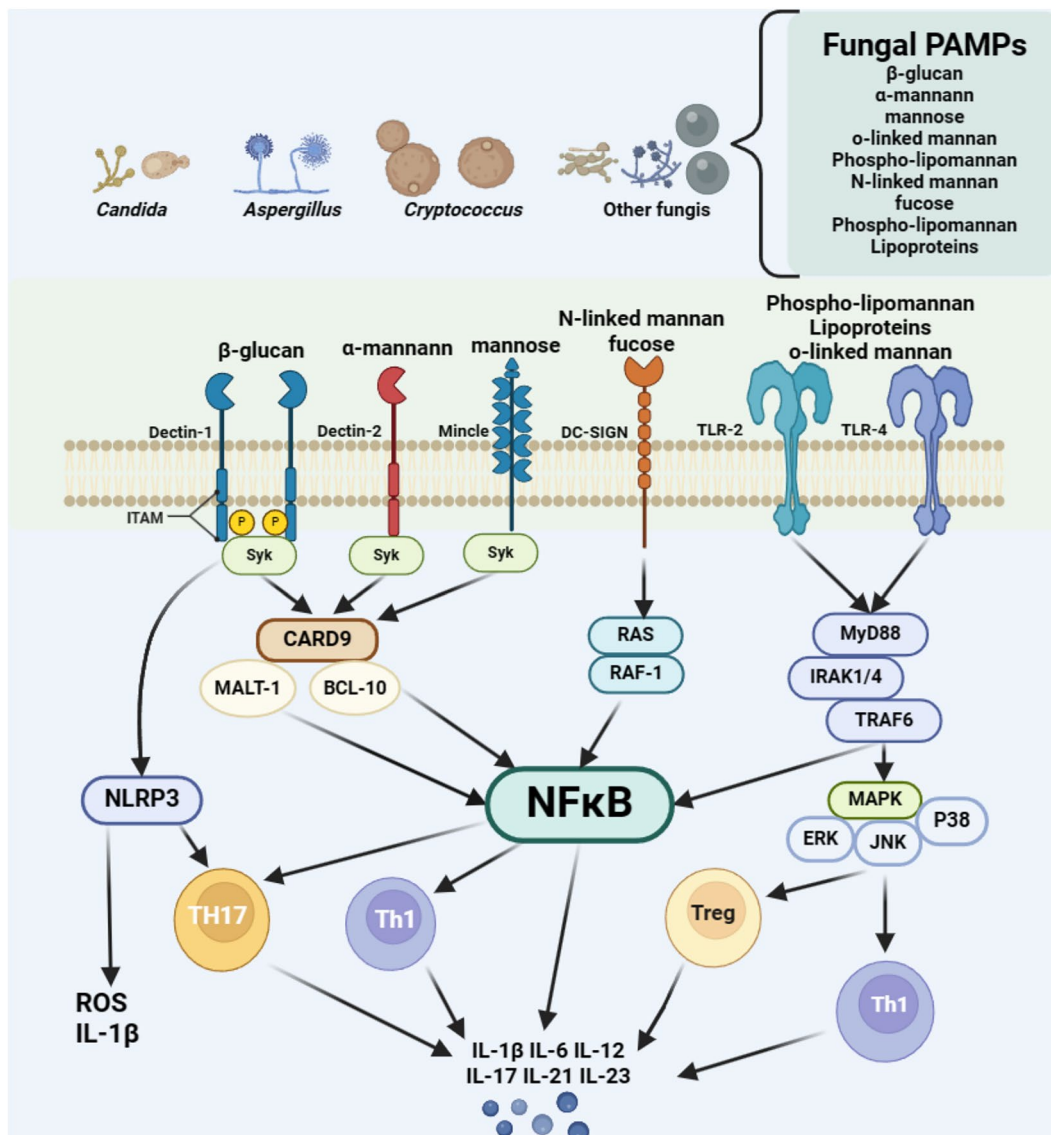 Fungal PAMPs
β-glucan
α-mannann
mannose
o-linked mannan
Phospho-lipomannan
N-linked mannan
fucose
Phospho-lipomannan
Lipoproteins
Candida
Aspergillus
Cryptococcus
Other fungis
β-glucan
α-mannann
mannose
N-linked mannan
fucose
Phospho-lipomannan
Lipoproteins
o-linked mannan
Dectin-1
Dectin-2
Mincle
DC-SIGN
TLR-2
TLR-4
ITAM
P
P
Syk
Syk
Syk
CARD9
MALT-1
BCL-10
RAS
RAF-1
MyD88
IRAK1/4
TRAF6
NLRP3
NFκB
MAPK
ERK
JNK
P38
TH17
Th1
Treg
Th1
ROS
IL-1β
IL-1β IL-6 IL-12
IL-17 IL-21 IL-23